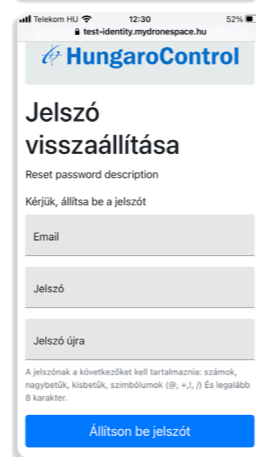 Telekom HU 12:30 52%
test-identity.mydronespace.hu
HungaroControl
Jelszó
visszaállítása
Reset password description
Kérjük, állítsa be a jelszót
Email
Jelszó
Jelszó újra
A jelszónak a következőket kell tartalmaznia: számok,
nagybetűk, kisbetűk, szimbólumok (@, +,!, /) És legalább
8 karakter.
Állítson be jelszót